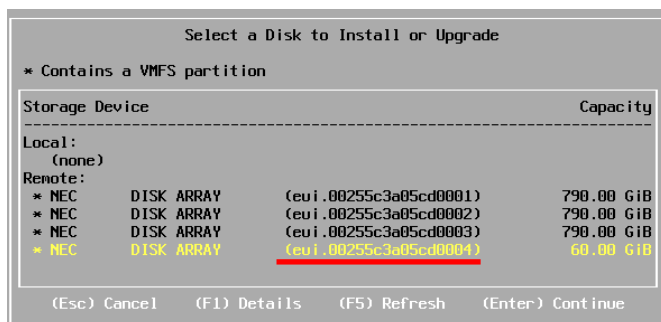 Select a Disk to Install or Upgrade
* Contains a VMFS partition
Storage Device Capacity
Local:
(none)
Remote:
* NEC DISK ARRAY (eui.00255c3a05cd0001) 790.00 GiB
* NEC DISK ARRAY (eui.00255c3a05cd0002) 790.00 GiB
* NEC DISK ARRAY (eui.00255c3a05cd0003) 790.00 GiB
* NEC DISK ARRAY (eui.00255c3a05cd0004) 60.00 GiB
(Esc) Cancel (F1) Details (F5) Refresh (Enter) Continue